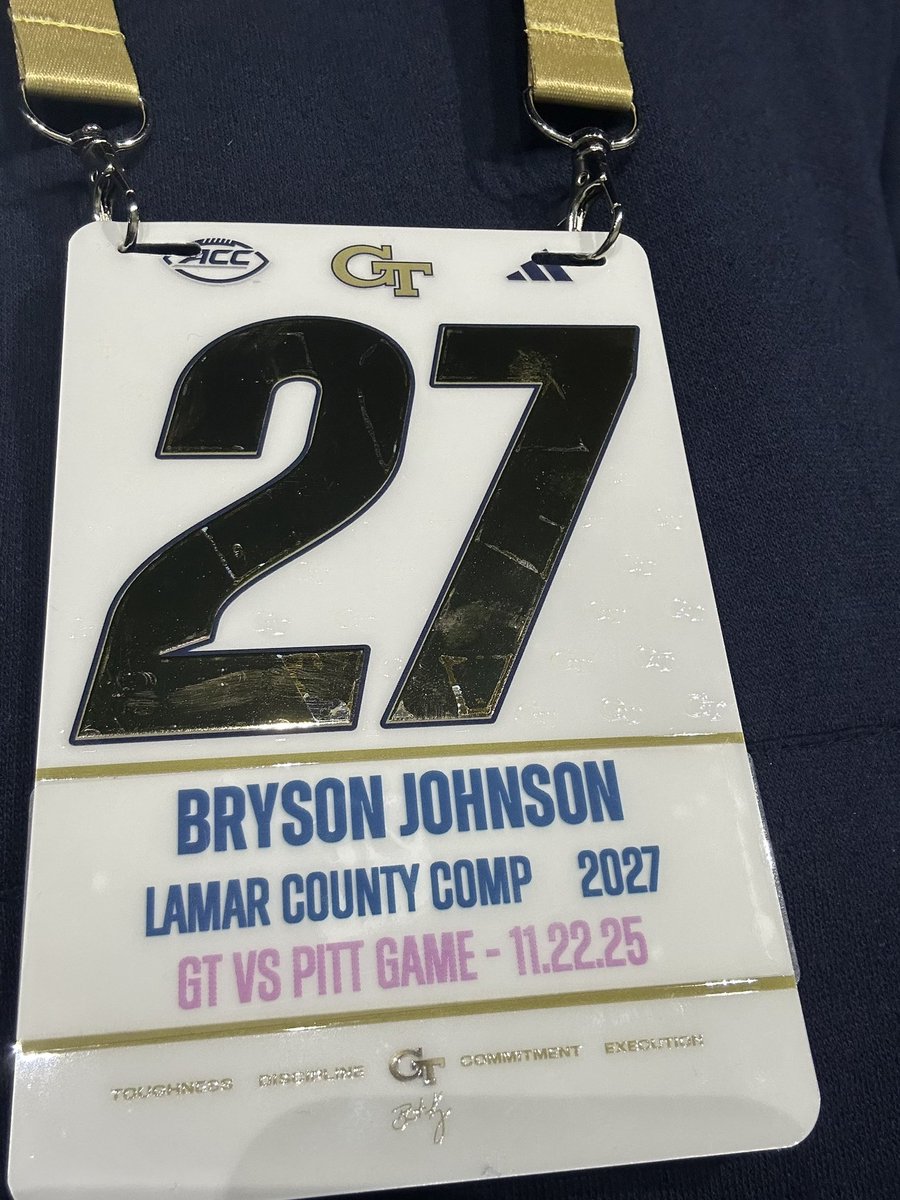 ACC GT
27
BRYSON JOHNSON
LAMAR COUNTY COMP 2027
GT VS PITT GAME - 11.22.25
TOUGHNESS DISCIPLINE GT COMMITMENT EXECUTION